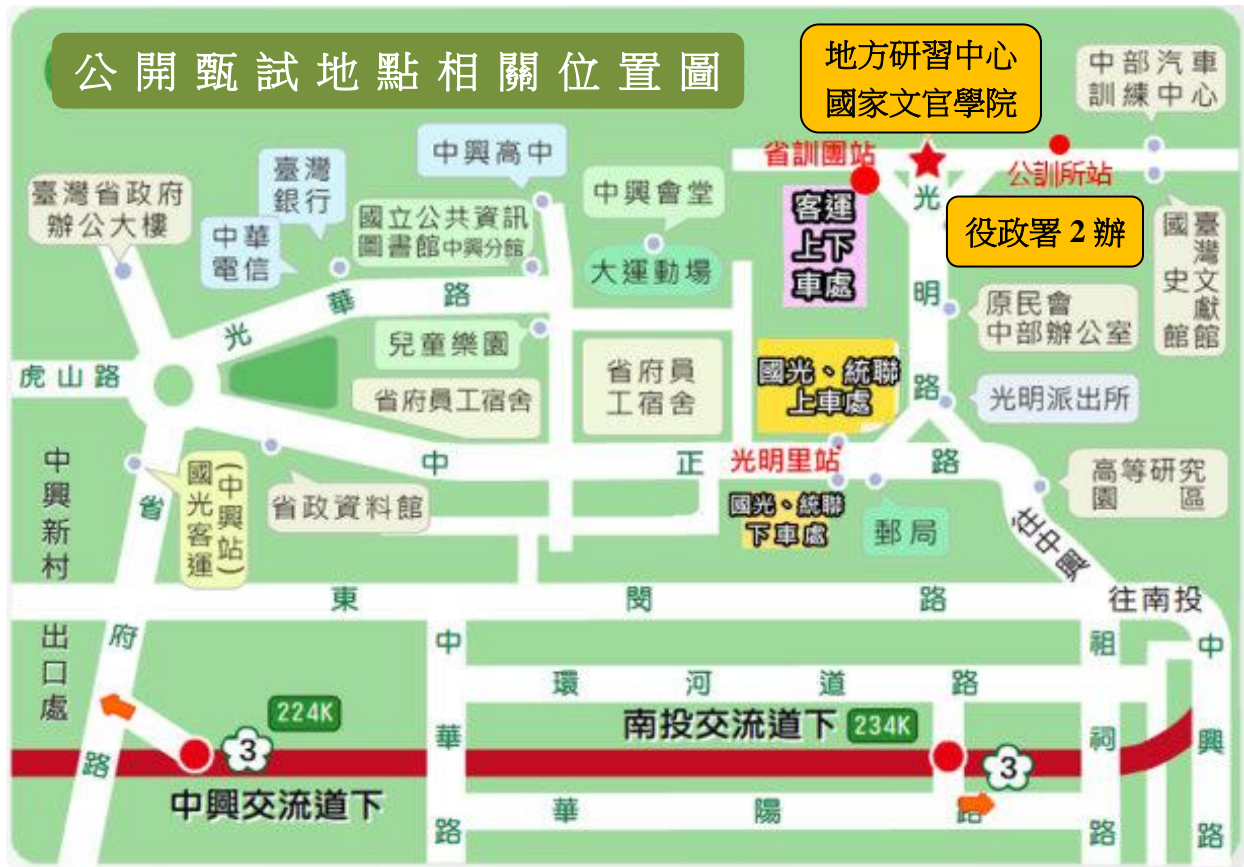 公開甄試地點相關位置圖
地方研習中心
國家文官學院
中部汽車
訓練中心
省訓團站
公訓所站
中興高中
臺灣
銀行
臺灣省政府
辦公大樓
中華
電信
國立公共資訊
圖書館中興分館
中興會堂
大運動場
客運
上下
車處
役政署2辦
國史館
臺灣文獻館
光明路
原民會
中部辦公室
光明派出所
光華路
兒童樂園
虎山路
省府員工宿舍
省府員
工宿舍
國光、統聯
上車處
中正路
光明里站
國光、統聯
下車處
郵局
高等研究
園區
往中興
省政資料館
國光客運
(中興站)
中興新村
出口處
省府路
東閔路
往南投
中華路
環河道路
祖祠路
中興路
224K
3
中興交流道下
南投交流道下
234K
3
華陽路